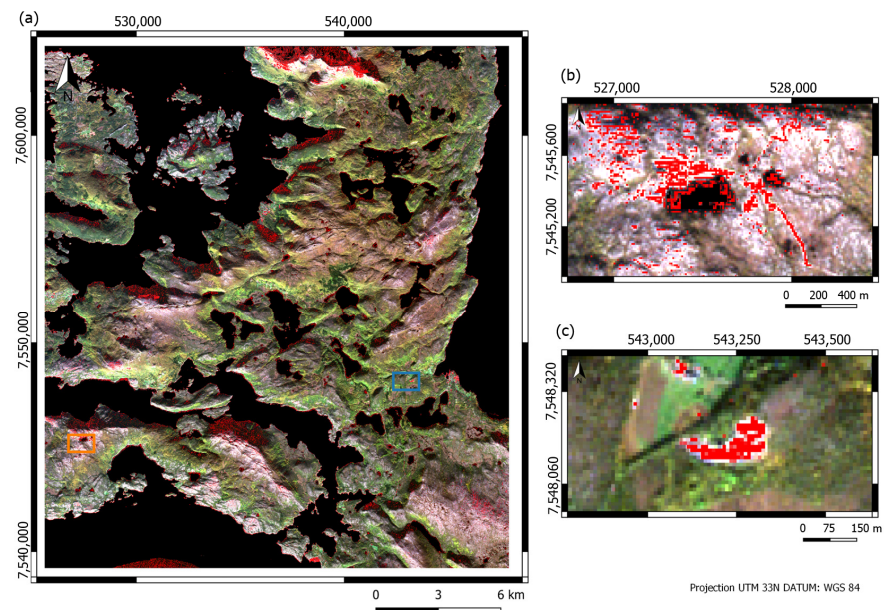 (a)
530,000 540,000
N
7,600,000
7,550,000
7,540,000
0 3 6 km
(b)
527,000 528,000
N
7,545,600
7,545,200
0 200 400 m
(c)
543,000 543,250 543,500
N
7,548,320
7,548,060
0 75 150 m
Projection UTM 33N DATUM: WGS 84